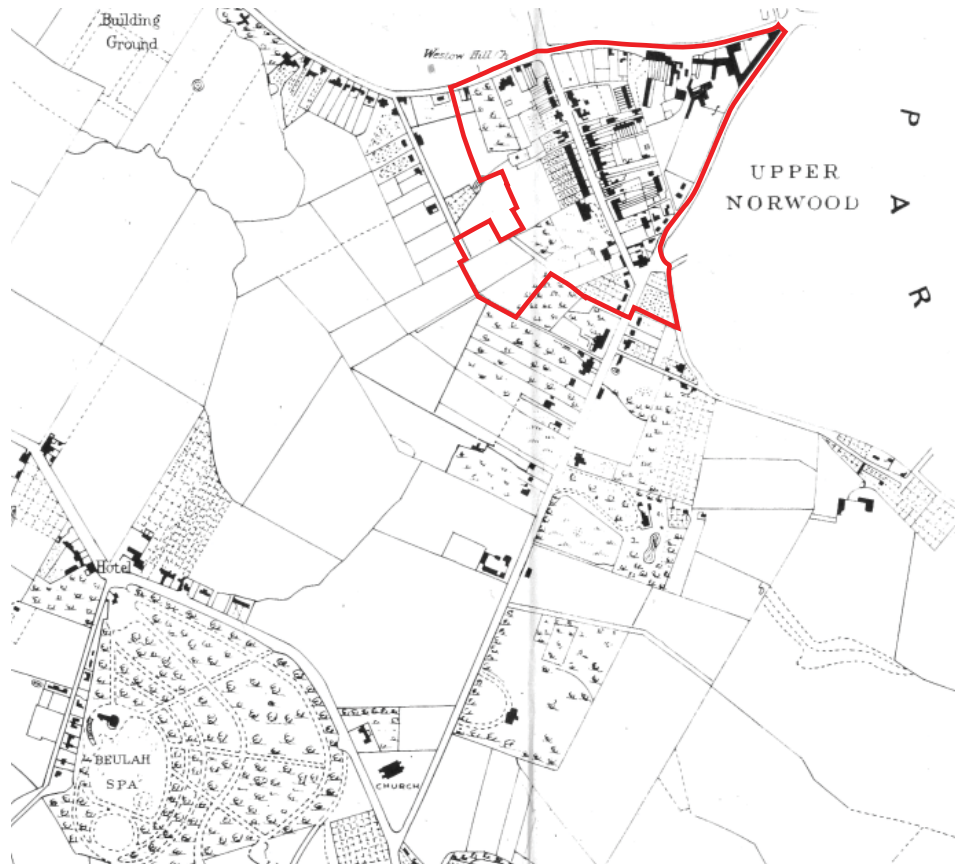 Building
Ground
Westow Hill
UPPER
NORWOOD
P
A
R
Hotel
BEULAH
SPA
CHURCH